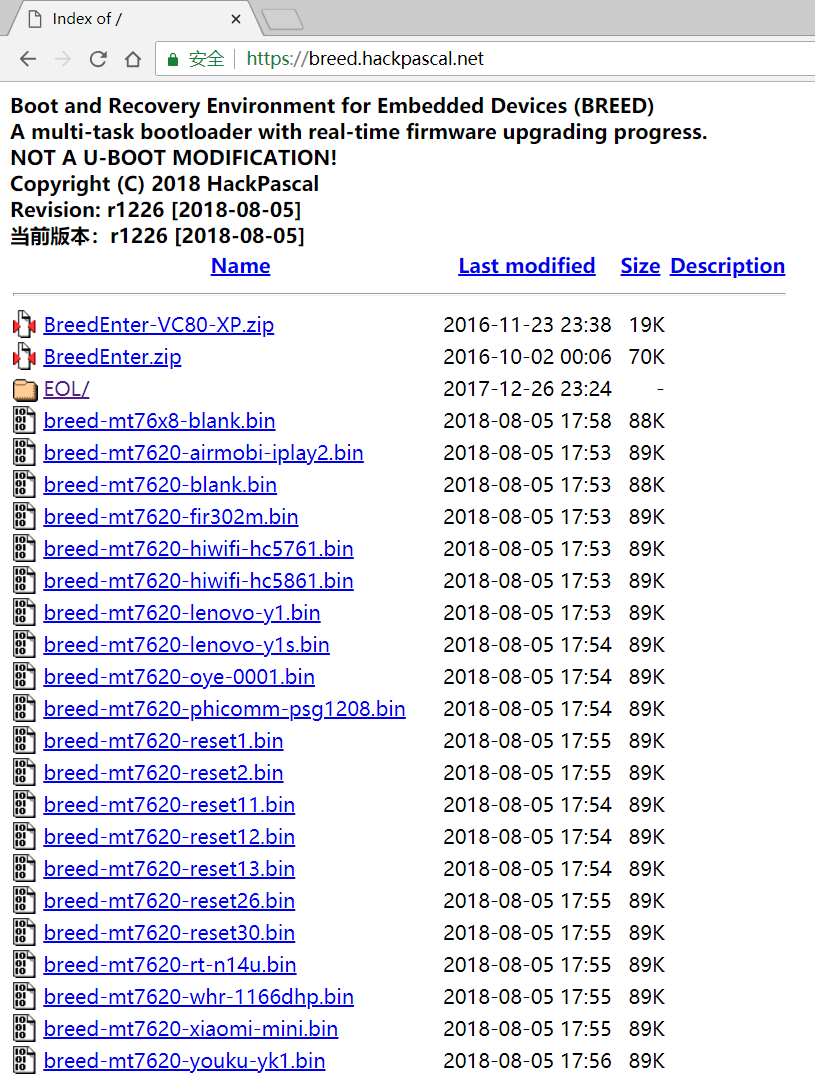 Index of /
安全 https://breed.hackpascal.net
Boot and Recovery Environment for Embedded Devices (BREED)
A multi-task bootloader with real-time firmware upgrading progress.
NOT A U-BOOT MODIFICATION!
Copyright (C) 2018 HackPascal
Revision: r1226 [2018-08-05]
当前版本：r1226 [2018-08-05]
Name Last modified Size Description
BreedEnter-VC80-XP.zip 2016-11-23 23:38 19K
BreedEnter.zip 2016-10-02 00:06 70K
EOL/ 2017-12-26 23:24 -
breed-mt76x8-blank.bin 2018-08-05 17:58 88K
breed-mt7620-airmobi-iplay2.bin 2018-08-05 17:53 89K
breed-mt7620-blank.bin 2018-08-05 17:53 88K
breed-mt7620-fir302m.bin 2018-08-05 17:53 89K
breed-mt7620-hiwifi-hc5761.bin 2018-08-05 17:53 89K
breed-mt7620-hiwifi-hc5861.bin 2018-08-05 17:53 89K
breed-mt7620-lenovo-y1.bin 2018-08-05 17:53 89K
breed-mt7620-lenovo-y1s.bin 2018-08-05 17:54 89K
breed-mt7620-oye-0001.bin 2018-08-05 17:54 89K
breed-mt7620-phicomm-psg1208.bin 2018-08-05 17:54 89K
breed-mt7620-reset1.bin 2018-08-05 17:55 89K
breed-mt7620-reset2.bin 2018-08-05 17:55 89K
breed-mt7620-reset11.bin 2018-08-05 17:54 89K
breed-mt7620-reset12.bin 2018-08-05 17:54 89K
breed-mt7620-reset13.bin 2018-08-05 17:54 89K
breed-mt7620-reset26.bin 2018-08-05 17:55 89K
breed-mt7620-reset30.bin 2018-08-05 17:55 89K
breed-mt7620-rt-n14u.bin 2018-08-05 17:55 89K
breed-mt7620-whr-1166dhp.bin 2018-08-05 17:55 89K
breed-mt7620-xiaomi-mini.bin 2018-08-05 17:55 89K
breed-mt7620-youku-yk1.bin 2018-08-05 17:56 89K